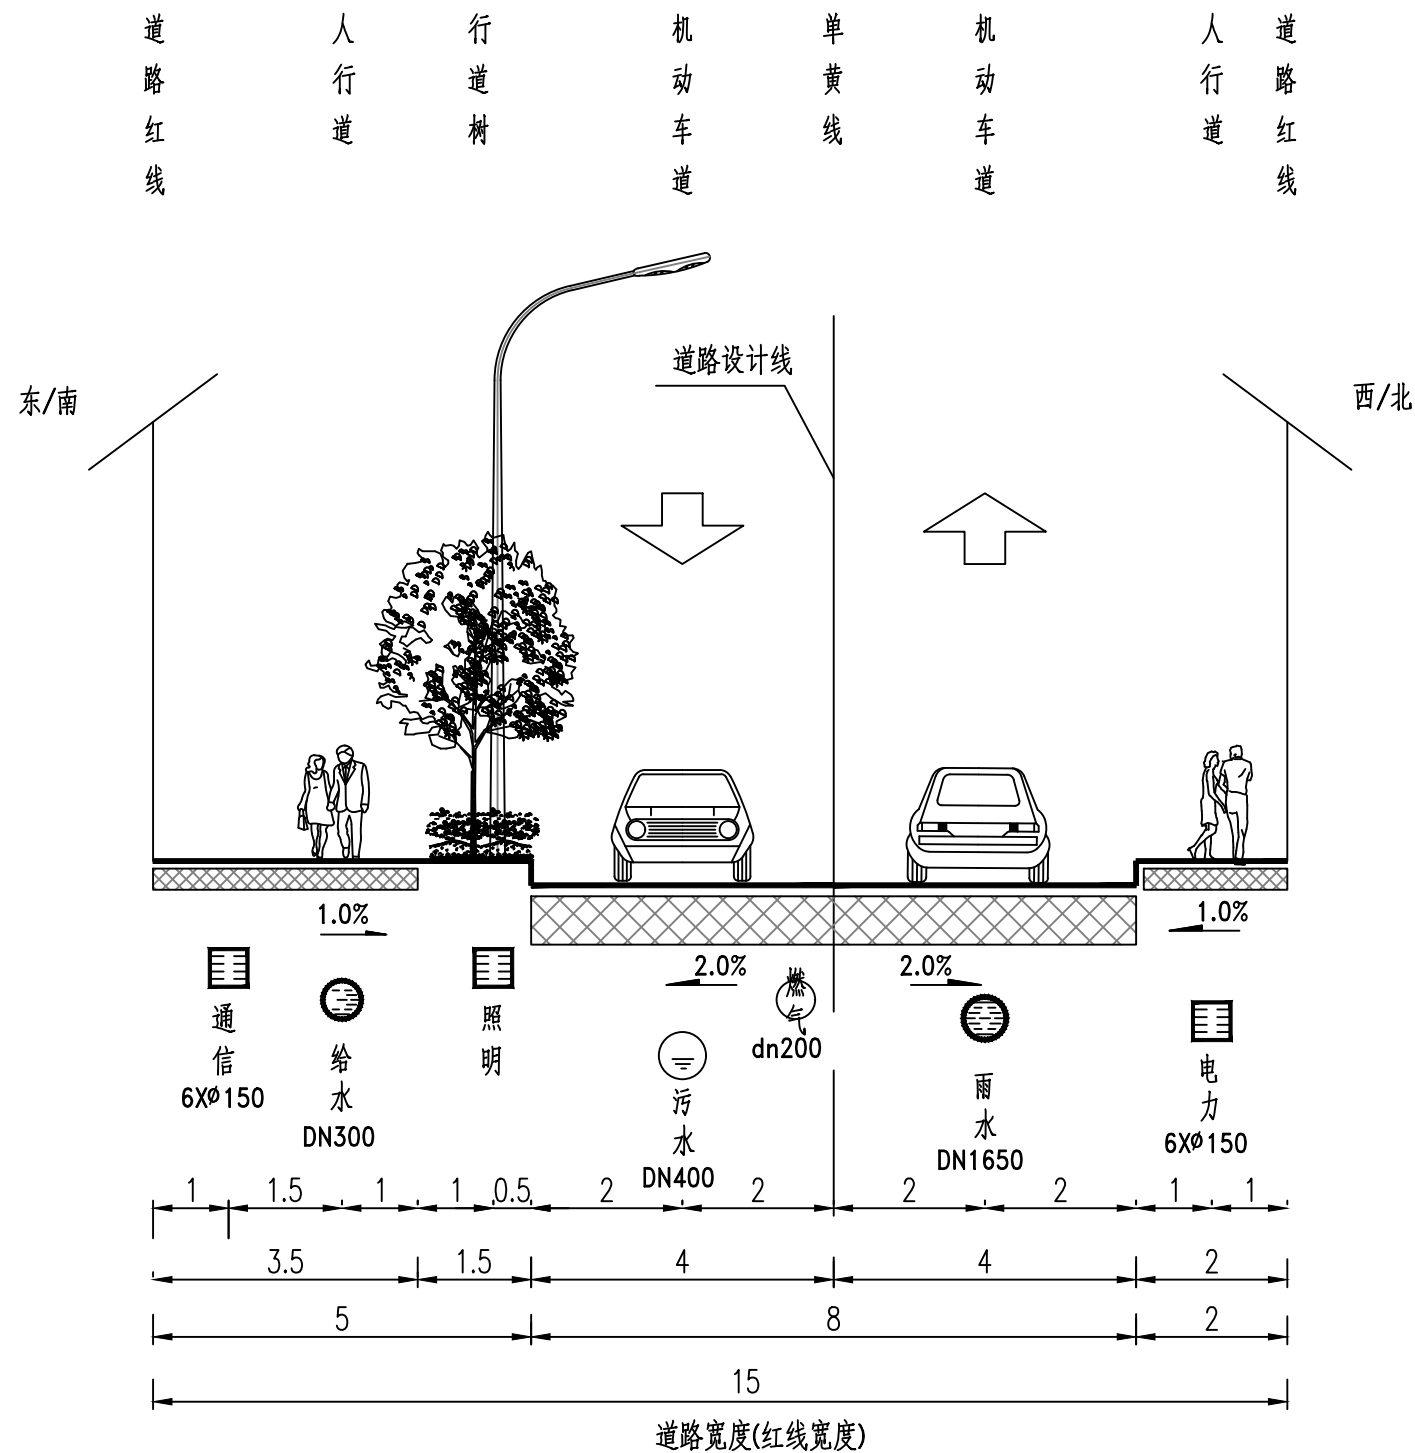 道路红线
人行道
行道树
机动车道
单黄线
机动车道
人行道
道路红线
道路设计线
东/南
西/北
1.0%
1.0%
2.0%
2.0%
燃气
dn200
通信
6XØ150
给水
DN300
照明
污水
DN400
雨水
DN1650
电力
6XØ150
1 1.5 1 1 0.5 2 2 2 2 1 1
3.5 1.5 4 4 2
5 8 2
15
道路宽度(红线宽度)